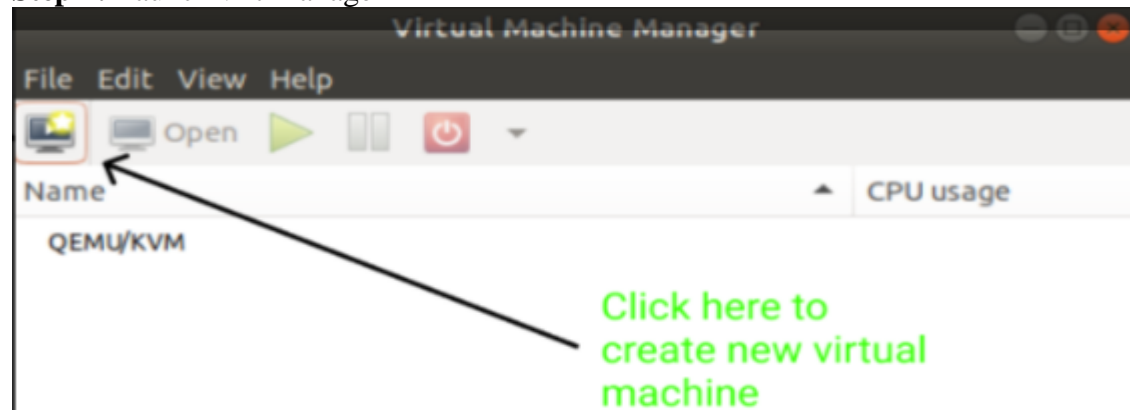 Virtual Machine Manager
File Edit View Help
Open
Name CPU usage
QEMU/KVM
Click here to
create new virtual
machine